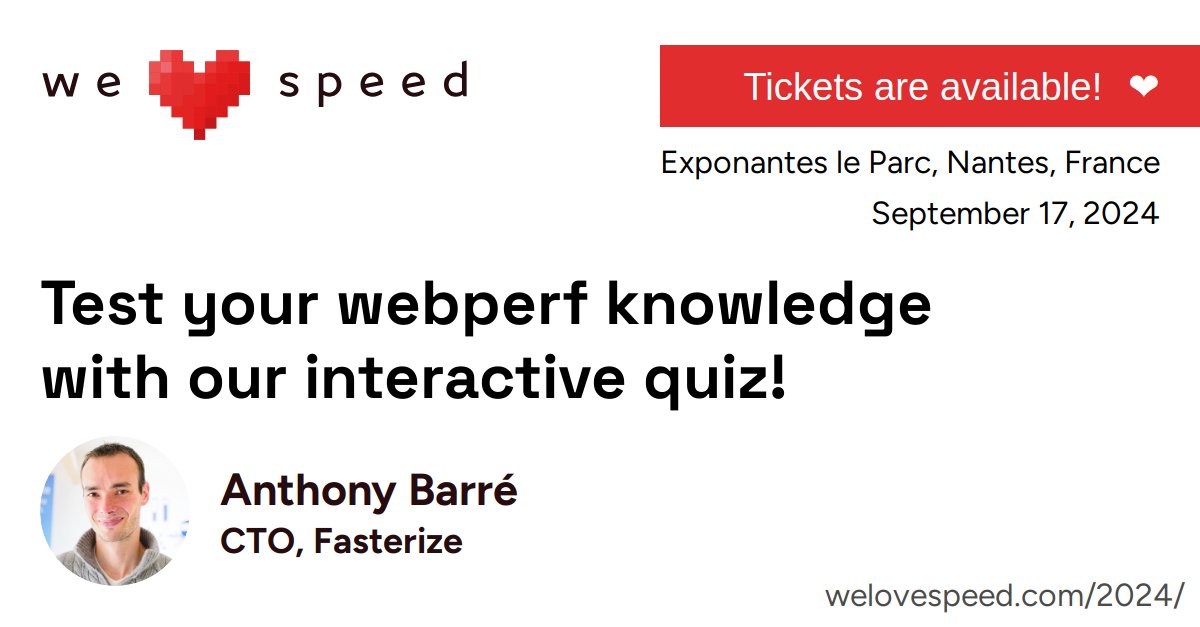 we ❤ speed
Tickets are available! ❤
Exponantes le Parc, Nantes, France
September 17, 2024
Test your webperf knowledge
with our interactive quiz!
Anthony Barré
CTO, Fasterize
welovespeed.com/2024/